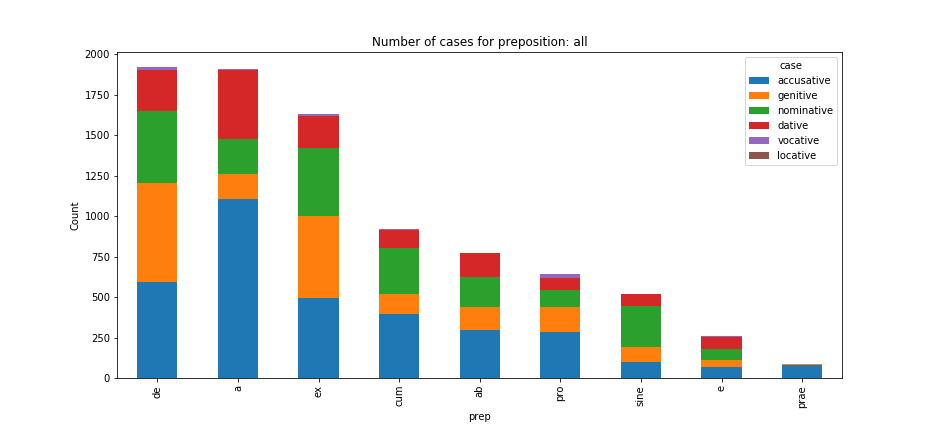 Number of cases for preposition: all
2000
1750
1500
1250
1000
750
500
250
0
Count
case
accusative
genitive
nominative
dative
vocative
locative
de
a
ex
cum
ab
pro
sine
e
prae
prep